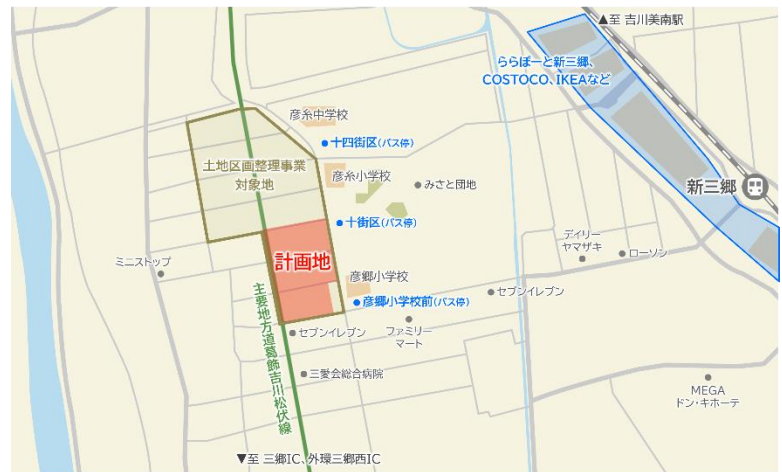 ▲至 吉川美南駅
ららぽーと新三郷、
COSTOCO、IKEAなど
彦糸中学校
十四街区(バス停)
土地区画整理事業
対象地
彦糸小学校
みさと団地
新三郷
十街区(バス停)
デイリー
ヤマザキ
ローソン
計画地
ミニストップ
彦郷小学校
セブンイレブン
彦郷小学校前(バス停)
主要地方道葛飾吉川松伏線
セブンイレブン
ファミリー
マート
三愛会総合病院
MEGA
ドン・キホーテ
▼至 三郷IC、外環三郷西IC